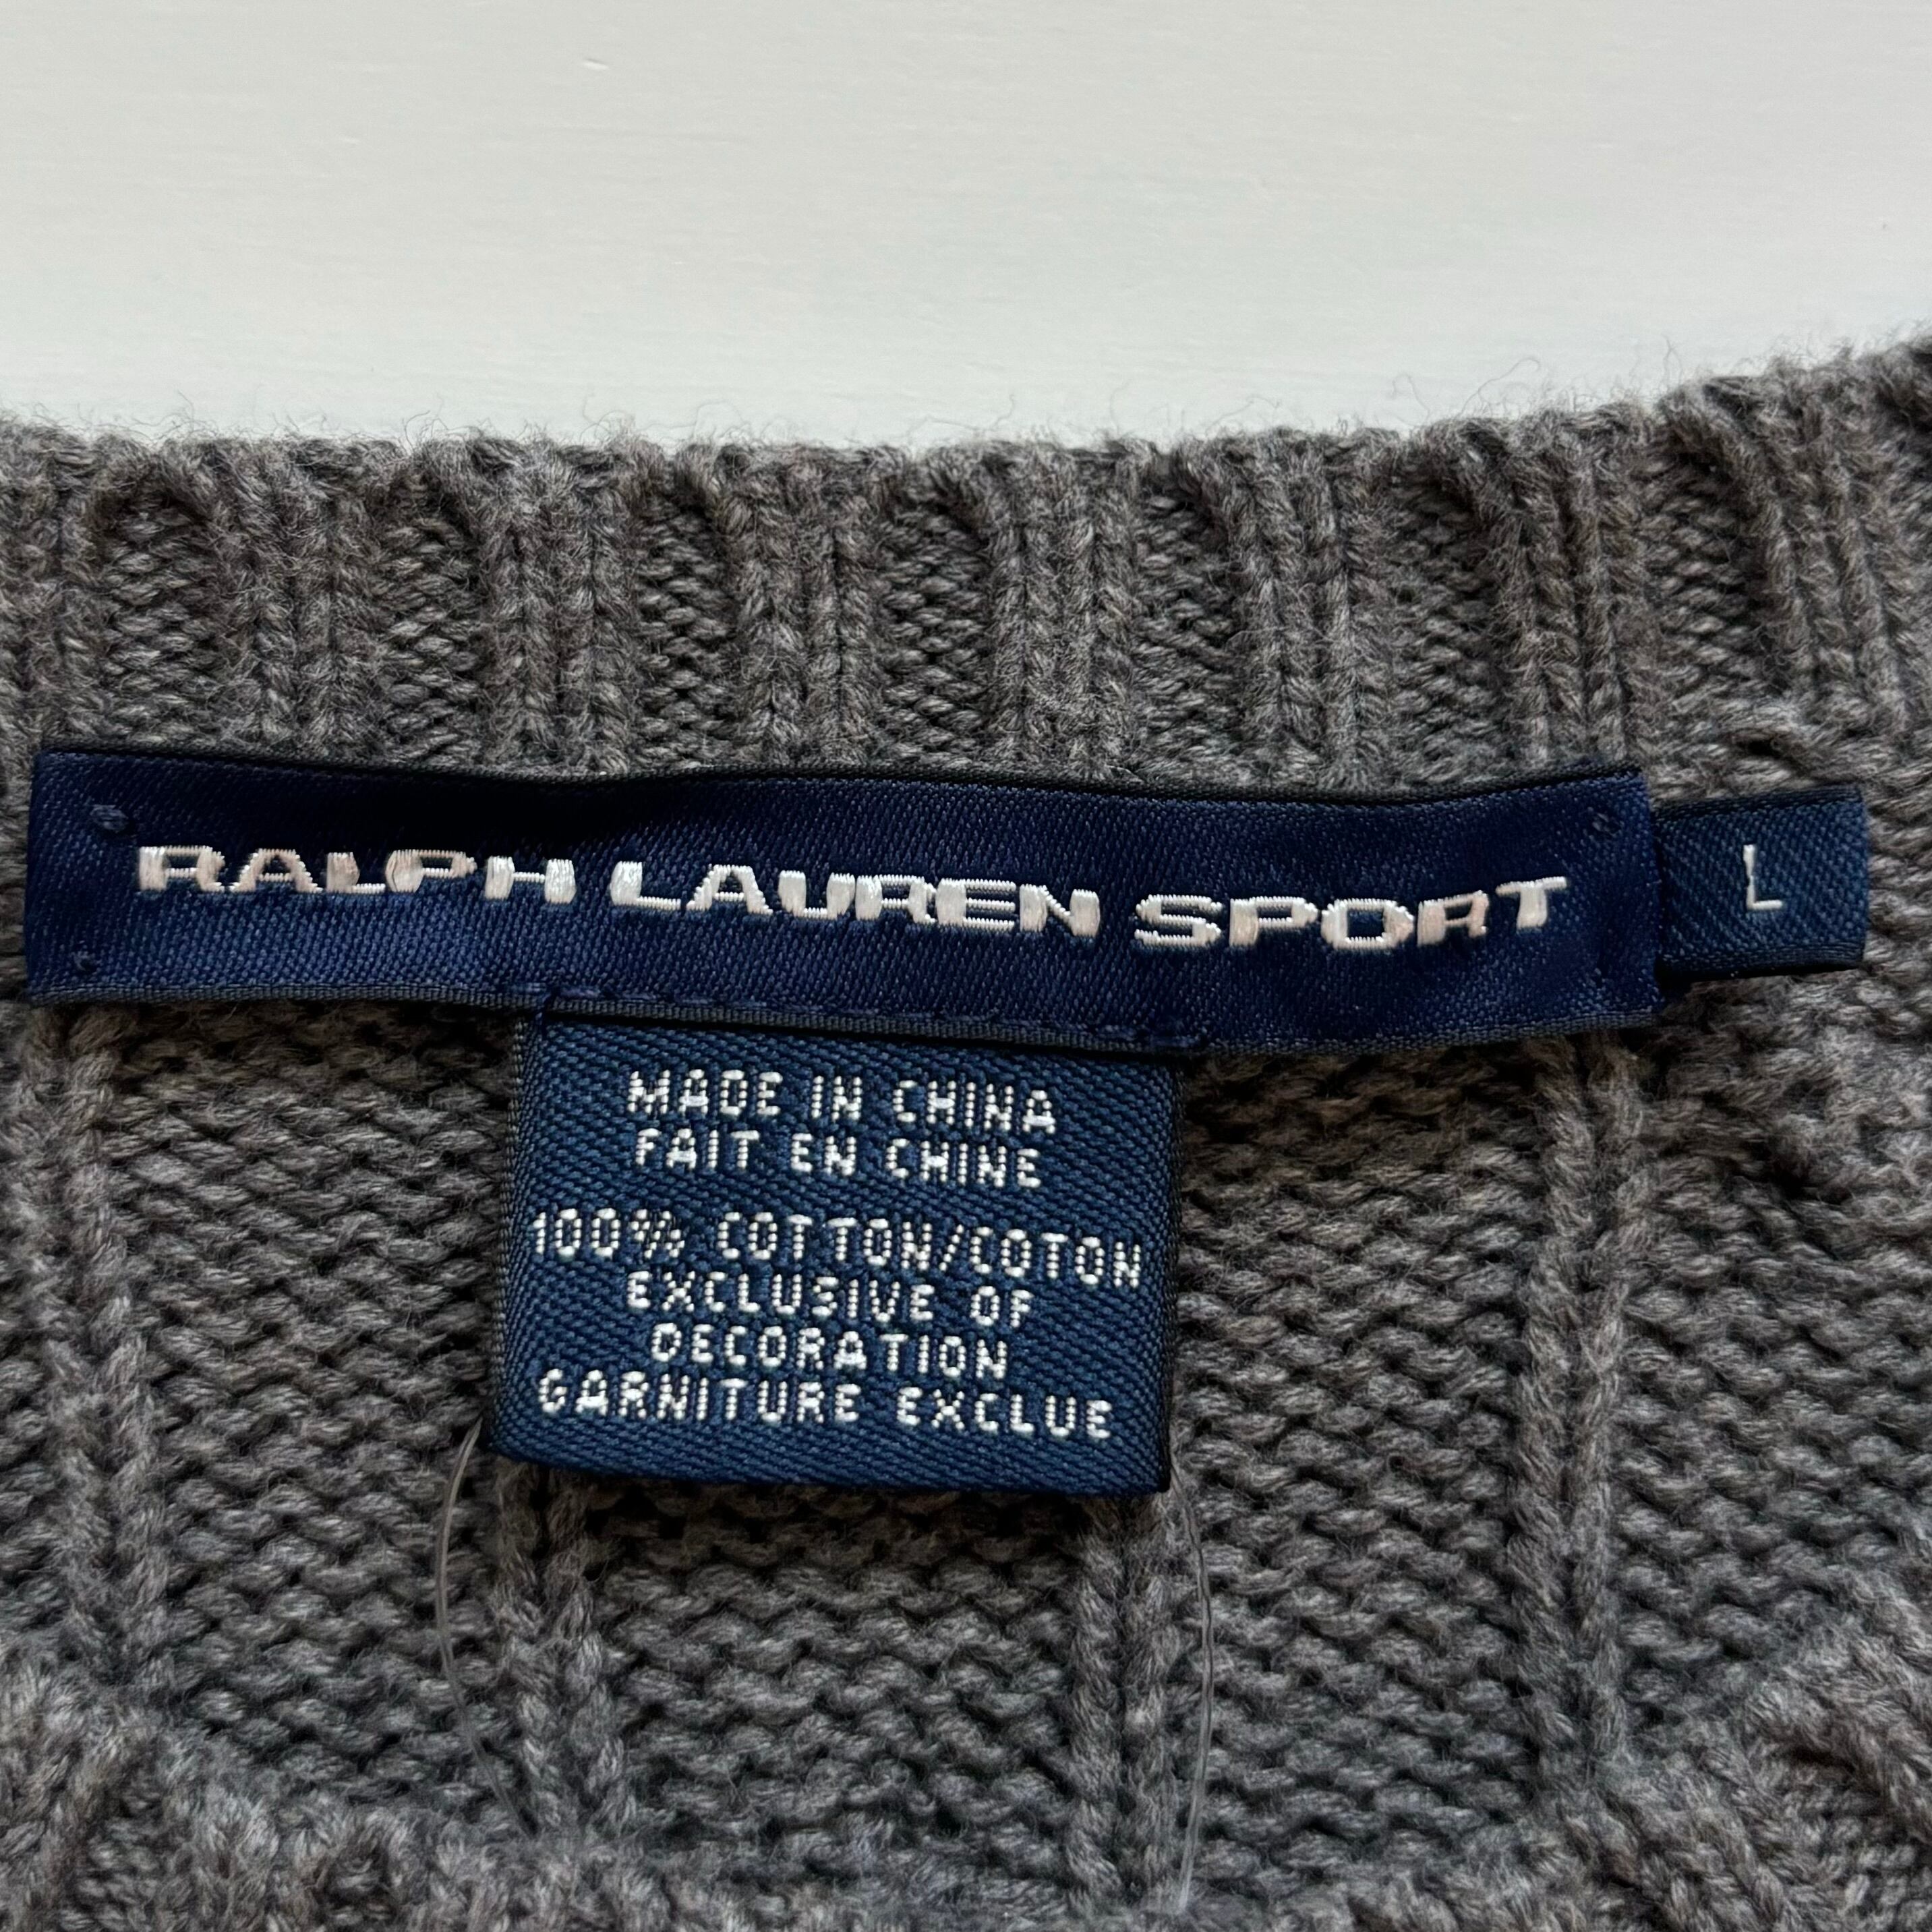 RALPH LAUREN SPORT
L
MADE IN CHINA
FAIT EN CHINE
100% COTTON/COTON
EXCLUSIVE OF
DECORATION
GARNITURE EXCLUE